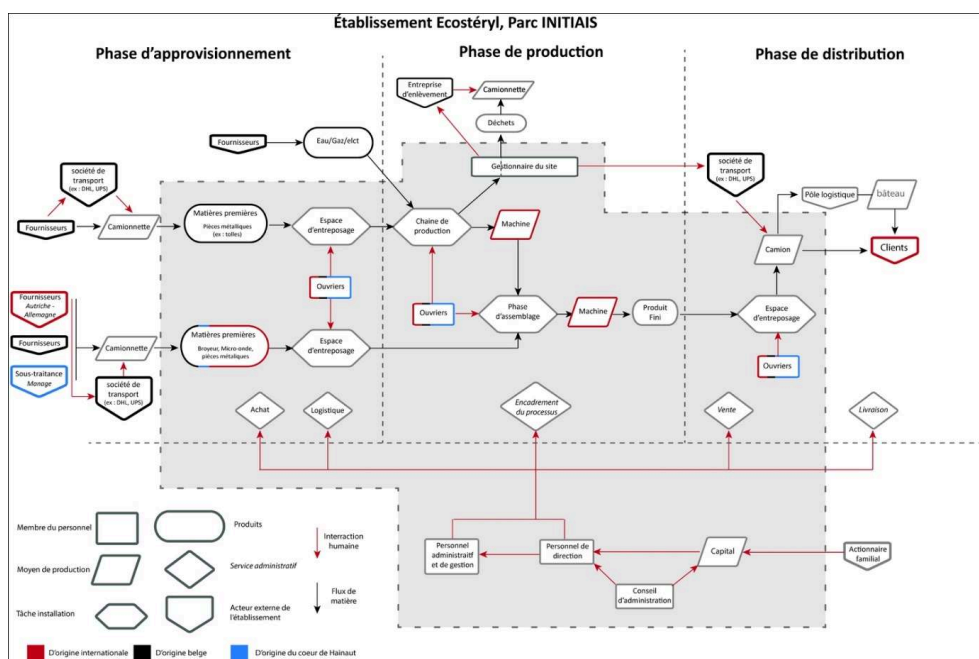 Établissement Ecostéryl, Parc INITIAIS
Phase d'approvisionnement
Phase de production
Phase de distribution
Entreprise
d'enlèvement
Camionnette
Déchets
Fournisseurs
Eau/Gaz/elct
Gestionnaire du site
société de
transport
(ex : DHL, UPS)
société
de transport
(ex : DHL, UPS)
Pôle logistique
bâteau
Fournisseurs
Camionnette
Matières premières
Pièces métalliques
(ex : tolles)
Espace
d'entreposage
Chaine de
production
Machine
Camion
Clients
Ouvriers
Ouvriers
Fournisseurs
Autriche -
Allemagne
Fournisseurs
Sous-traitance
Manage
Camionnette
société de
transport
(ex : DHL, UPS)
Matières premières
Broyeur, Micro-onde,
pièces métaliques
Espace
d'entreposage
Phase
d'assemblage
Machine
Produit
Fini
Espace
d'entreposage
Ouvriers
Achat
Logistique
Encadrement
du processus
Vente
Livraison
Personnel
administraitf
et de gestion
Personnel de
direction
Capital
Actionnaire
familial
Conseil
d'administration
Membre du personnel
Produits
Moyen de production
Service administratif
Tâche installation
Acteur externe de
l'établissement
Interraction
humaine
Flux de
matière
D'origine internationale
D'origine belge
D'origine du coeur de Hainaut